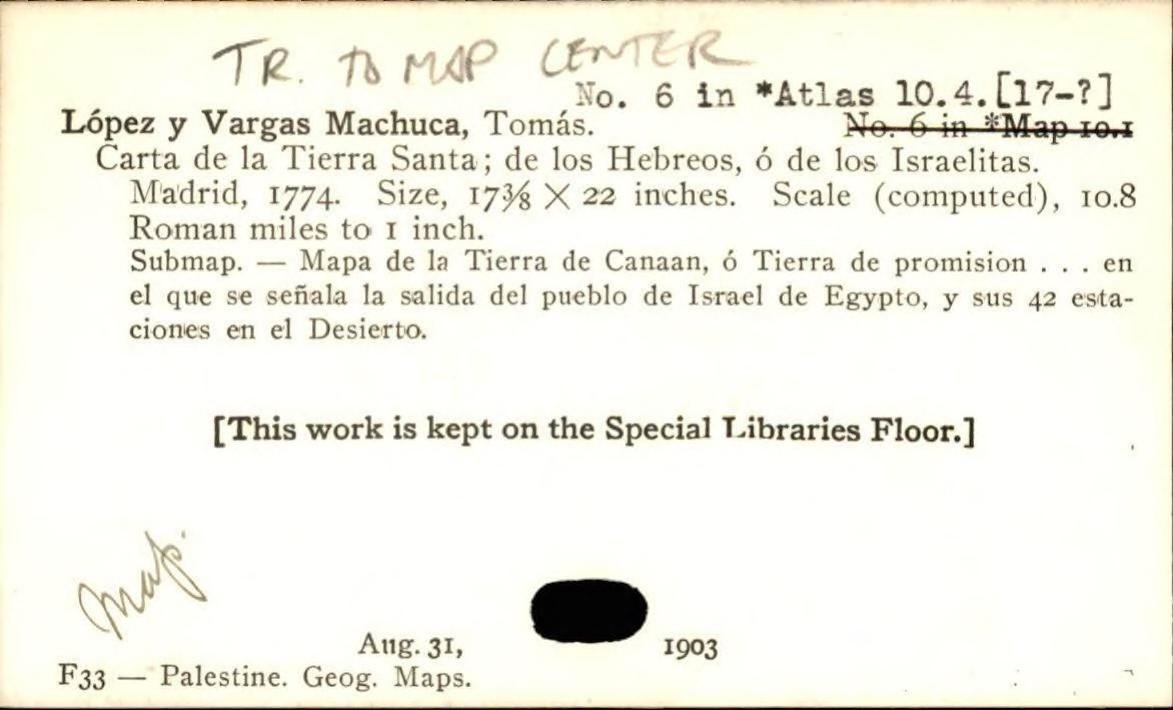 TR. TO MAP CENTER
No. 6 in *Atlas 10.4.[17-?]
López y Vargas Machuca, Tomás. No. 6 in *Map 10.1
Carta de la Tierra Santa; de los Hebreos, ó de los Israelitas.
Madrid, 1774. Size, 17⅜ X 22 inches. Scale (computed), 10.8
Roman miles to 1 inch.
Submap. — Mapa de la Tierra de Canaan, ó Tierra de promision . . . en
el que se señala la salida del pueblo de Israel de Egypto, y sus 42 esta-
ciones en el Desierto.
[This work is kept on the Special Libraries Floor.]
Map.
Aug. 31, 1903
F33 — Palestine. Geog. Maps.